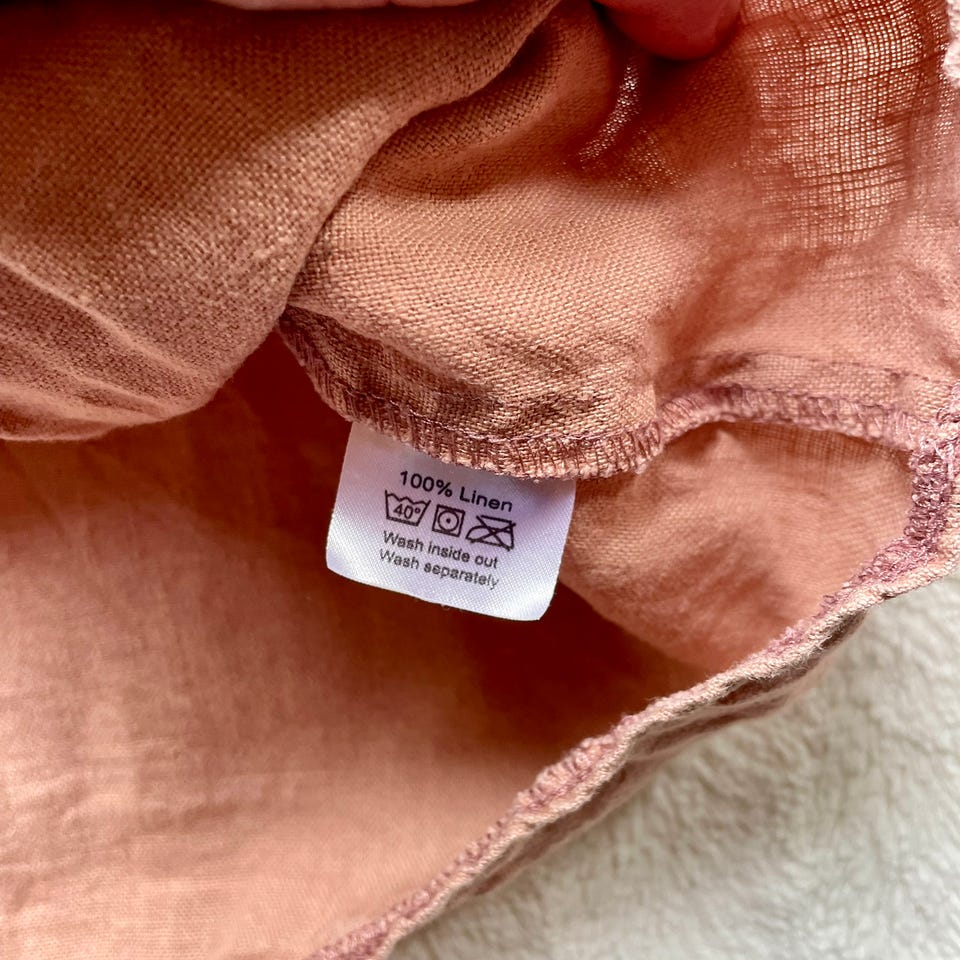 100% Linen
40°
Wash inside out
Wash separately